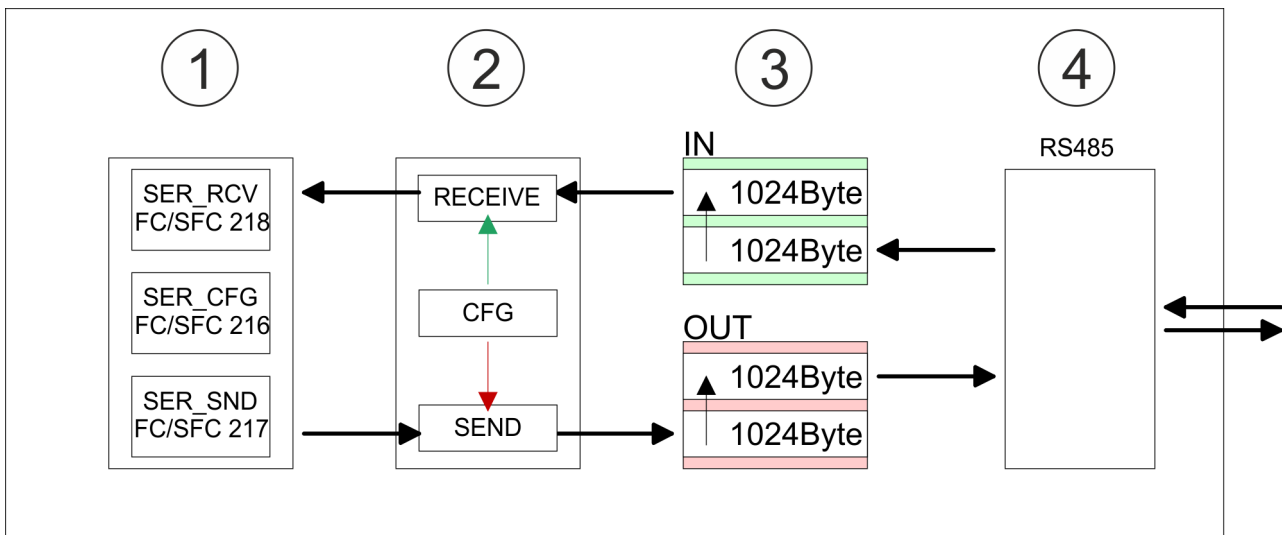 1
2
3
4
SER_RCV
FC/SFC 218
SER_CFG
FC/SFC 216
SER_SND
FC/SFC 217
RECEIVE
CFG
SEND
IN
1024Byte
1024Byte
OUT
1024Byte
1024Byte
RS485